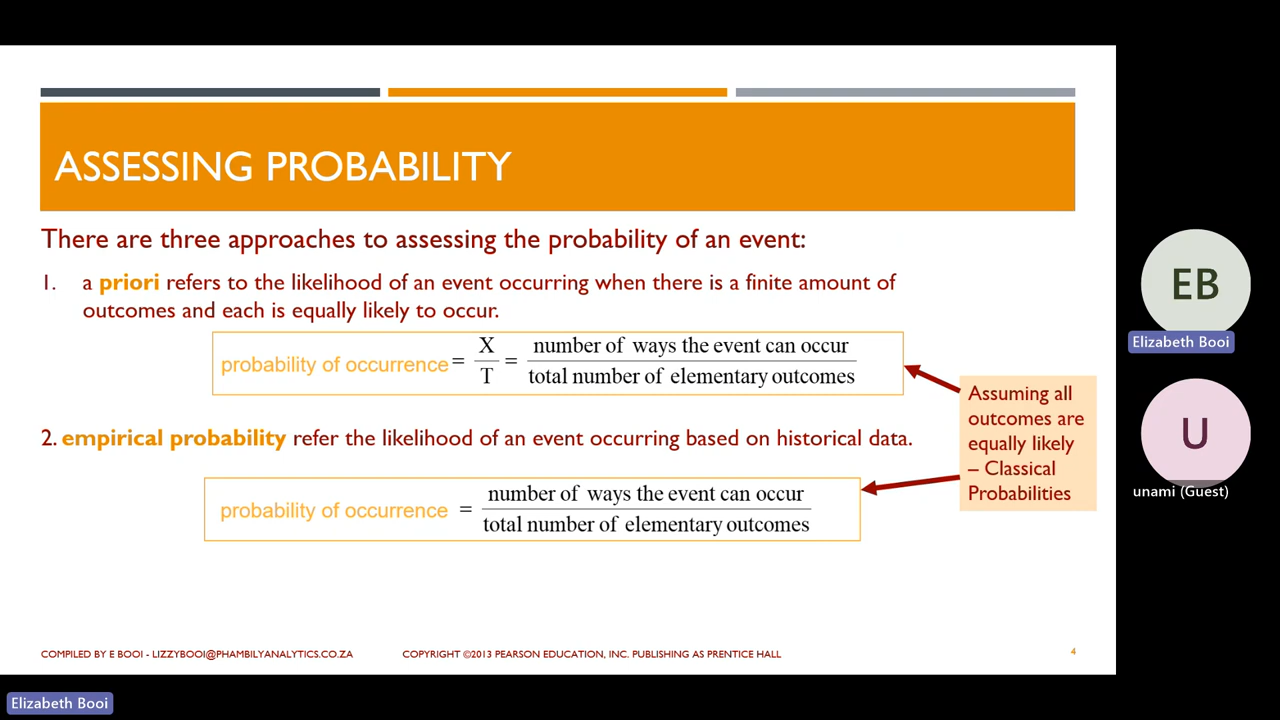 ASSESSING PROBABILITY
There are three approaches to assessing the probability of an event:
1. a priori refers to the likelihood of an event occurring when there is a finite amount of
outcomes and each is equally likely to occur.
probability of occurrence = X / T = number of ways the event can occur / total number of elementary outcomes
2. empirical probability refer the likelihood of an event occurring based on historical data.
probability of occurrence = number of ways the event can occur / total number of elementary outcomes
Assuming all
outcomes are
equally likely
– Classical
Probabilities
COMPILED BY E BOOI - LIZZYBOOI@PHAMBILYANALYTICS.CO.ZA
COPYRIGHT ©2013 PEARSON EDUCATION, INC. PUBLISHING AS PRENTICE HALL
4
EB
Elizabeth Booi
U
unami (Guest)
Elizabeth Booi